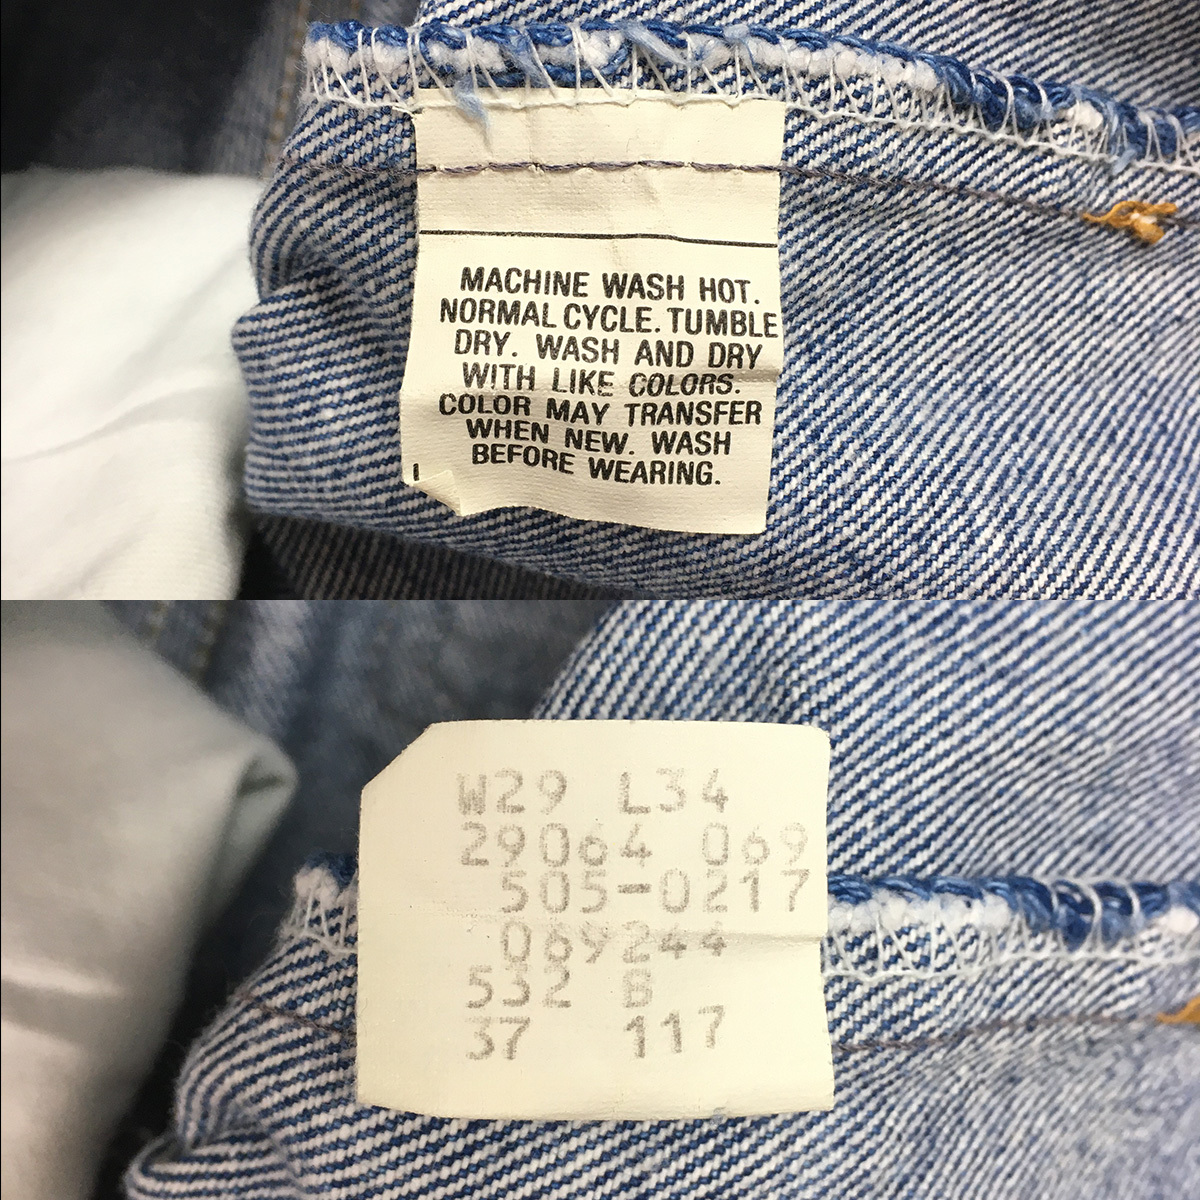 MACHINE WASH HOT.
NORMAL CYCLE. TUMBLE
DRY. WASH AND DRY
WITH LIKE COLORS.
COLOR MAY TRANSFER
WHEN NEW. WASH
BEFORE WEARING.
W29 L34
29064 069
505-0217
069244
532 B
37 117